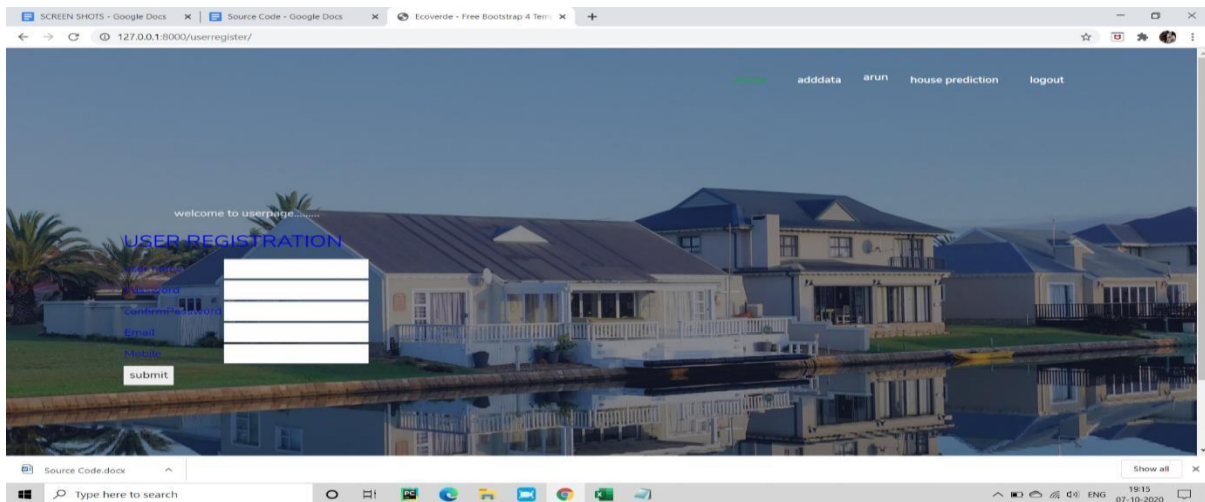 SCREEN SHOTS - Google Docs
Source Code - Google Docs
Ecoverde - Free Bootstrap 4 Tem
127.0.0.1:8000/userregister/
adddata arun house prediction logout
welcome to userpage.........
USER REGISTRATION
user name
Password
confirmPassword
Email
Mobile
submit
Source Code.docx
Show all
Type here to search
ENG
19:15
07-10-2020